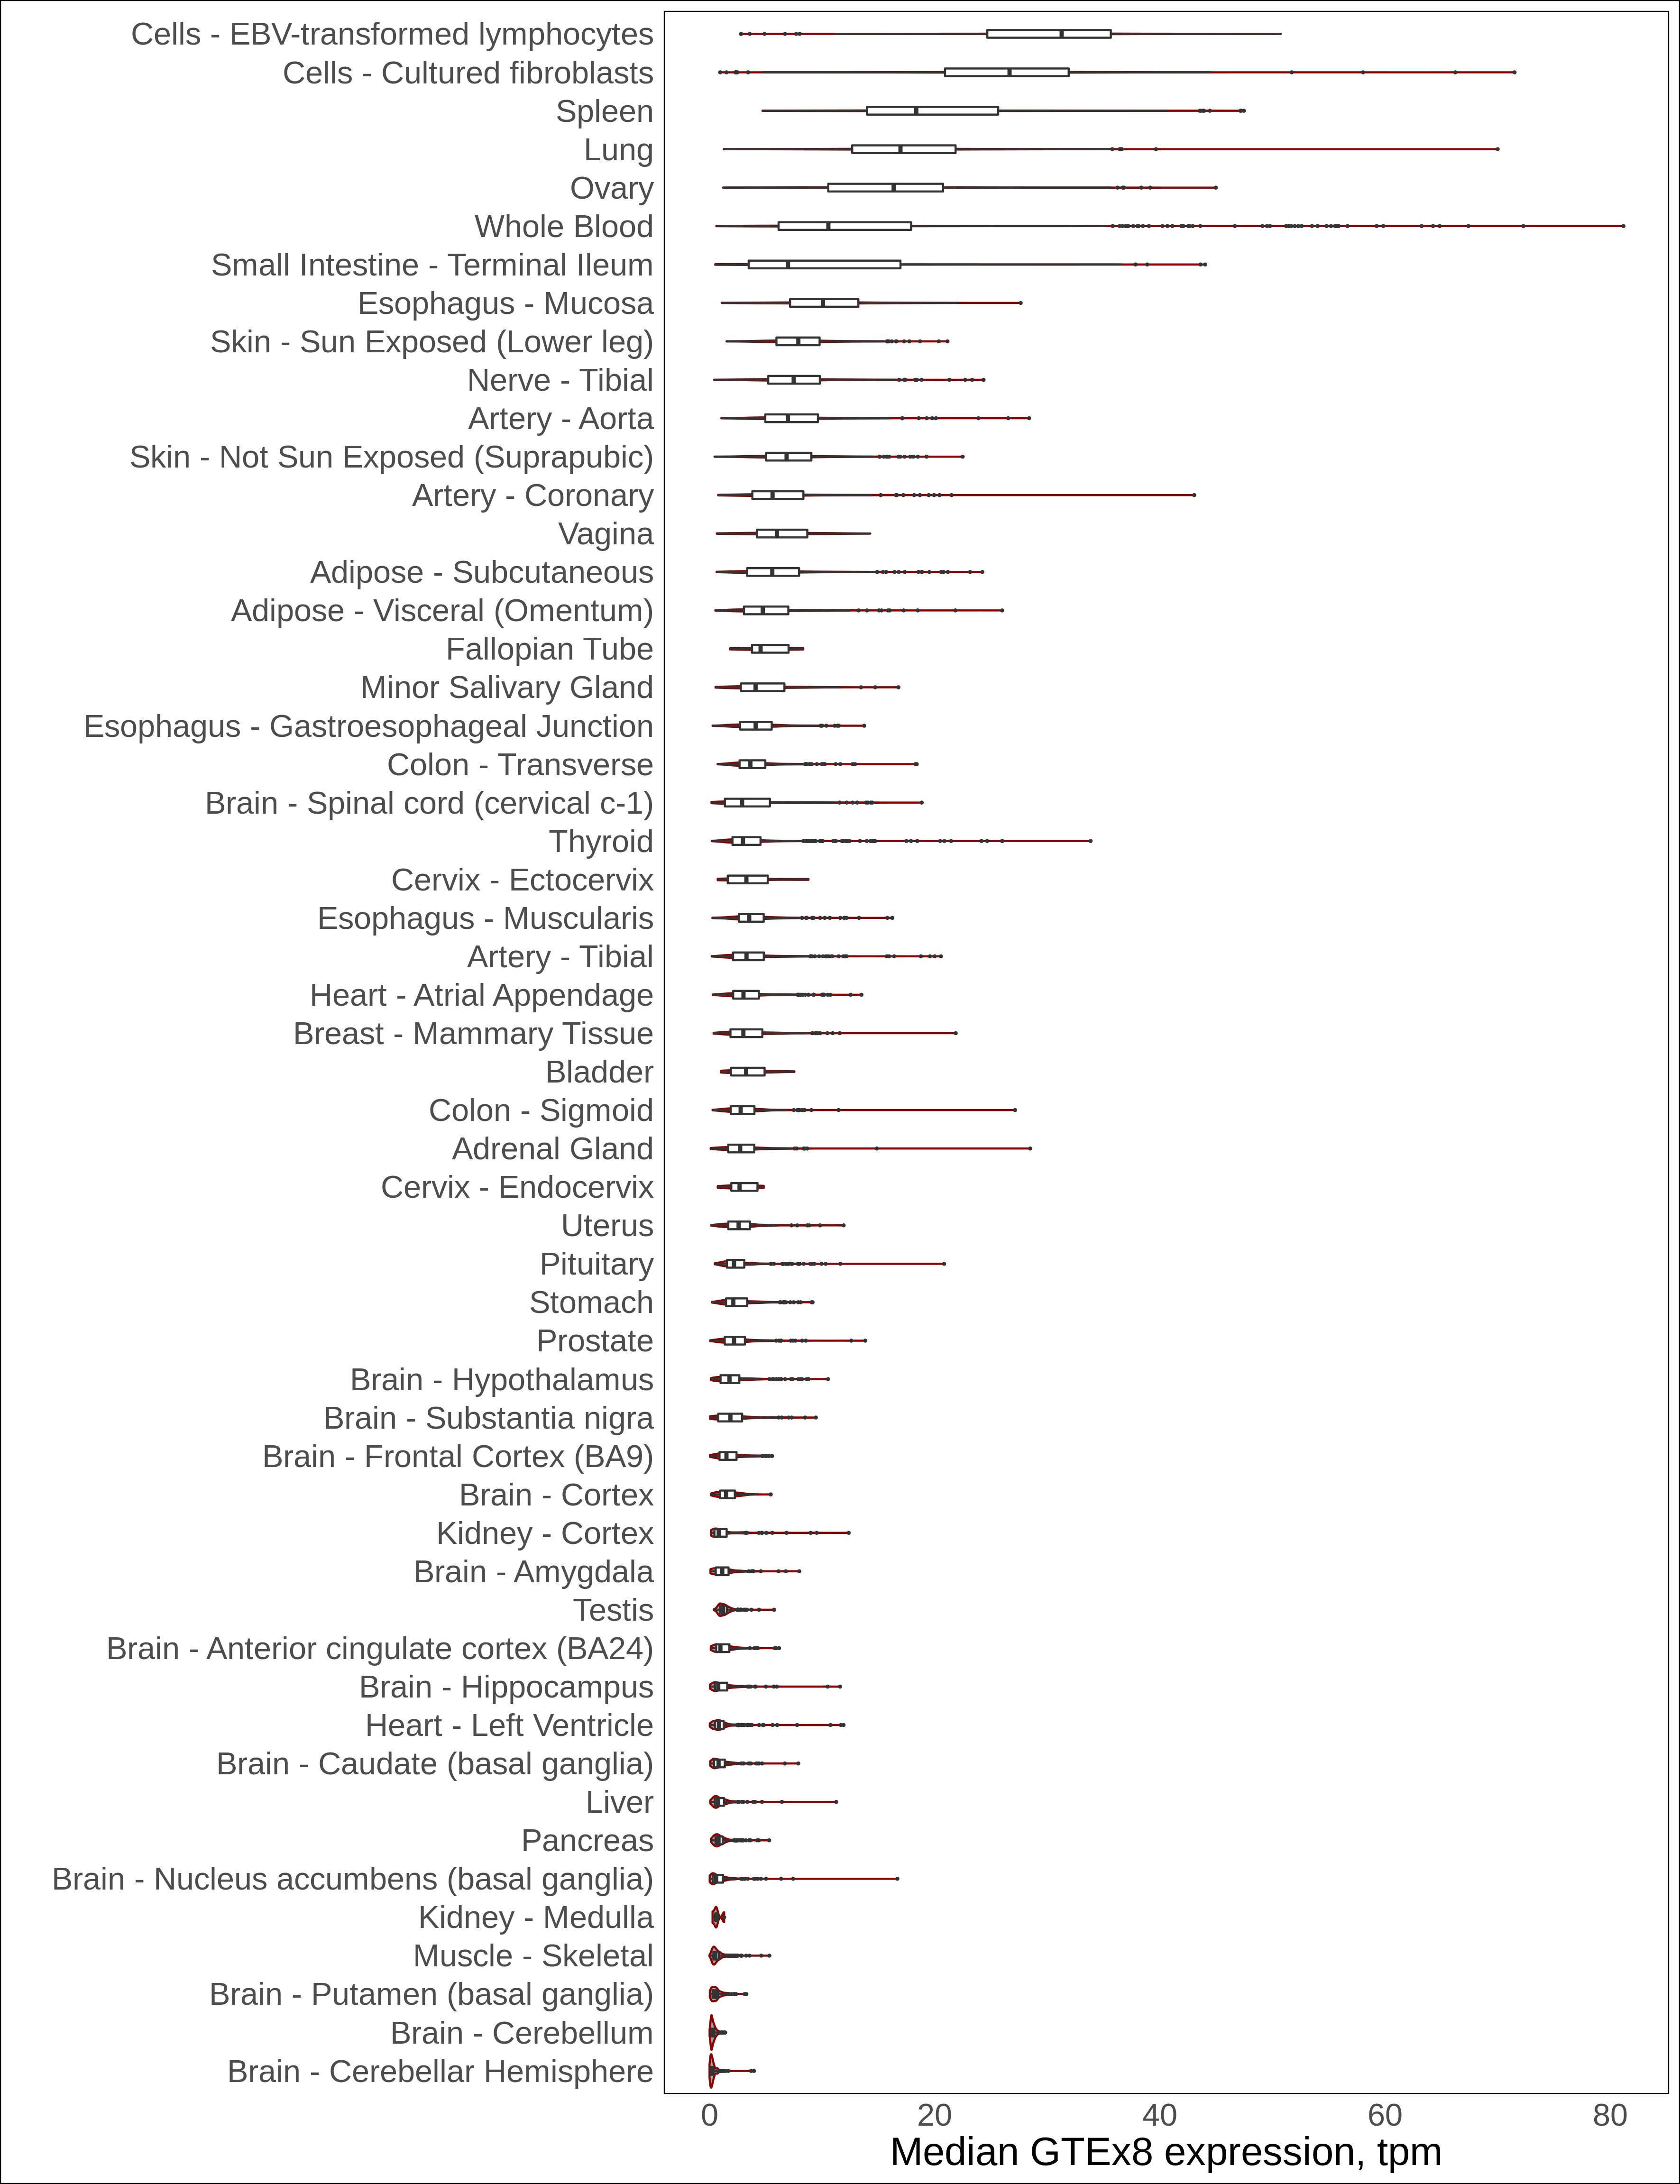 Cells - EBV-transformed lymphocytes
Cells - Cultured fibroblasts
Spleen
Lung
Ovary
Whole Blood
Small Intestine - Terminal Ileum
Esophagus - Mucosa
Skin - Sun Exposed (Lower leg)
Nerve - Tibial
Artery - Aorta
Skin - Not Sun Exposed (Suprapubic)
Artery - Coronary
Vagina
Adipose - Subcutaneous
Adipose - Visceral (Omentum)
Fallopian Tube
Minor Salivary Gland
Esophagus - Gastroesophageal Junction
Colon - Transverse
Brain - Spinal cord (cervical c-1)
Thyroid
Cervix - Ectocervix
Esophagus - Muscularis
Artery - Tibial
Heart - Atrial Appendage
Breast - Mammary Tissue
Bladder
Colon - Sigmoid
Adrenal Gland
Cervix - Endocervix
Uterus
Pituitary
Stomach
Prostate
Brain - Hypothalamus
Brain - Substantia nigra
Brain - Frontal Cortex (BA9)
Brain - Cortex
Kidney - Cortex
Brain - Amygdala
Testis
Brain - Anterior cingulate cortex (BA24)
Brain - Hippocampus
Heart - Left Ventricle
Brain - Caudate (basal ganglia)
Liver
Pancreas
Brain - Nucleus accumbens (basal ganglia)
Kidney - Medulla
Muscle - Skeletal
Brain - Putamen (basal ganglia)
Brain - Cerebellum
Brain - Cerebellar Hemisphere
0 20 40 60 80
Median GTEx8 expression, tpm